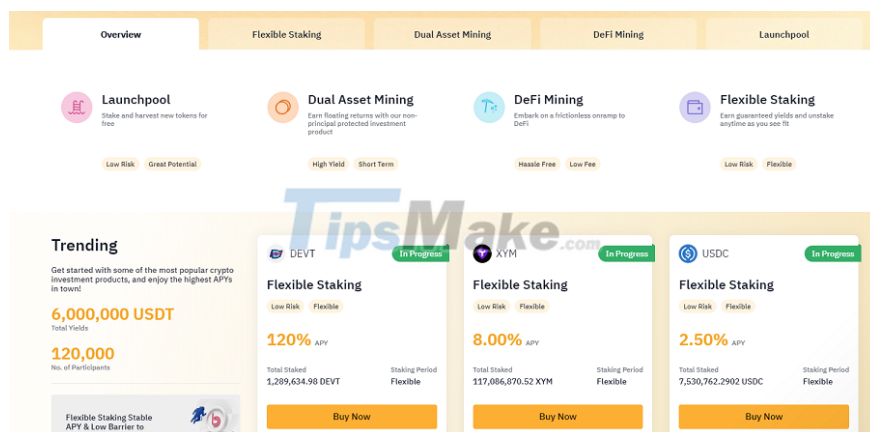 Overview
Flexible Staking
Dual Asset Mining
DeFi Mining
Launchpool
Launchpool
Stake and harvest new tokens for
free
Low Risk
Great Potential
Dual Asset Mining
Earn floating returns with our non-
principal protected investment
product
High Yield
Short Term
DeFi Mining
Embark on a frictionless onramp to
DeFi
Hassle Free
Low Fee
Flexible Staking
Earn guaranteed yields and unstake
anytime as you see fit
Low Risk
Flexible
TipsMake.com
Trending
Get started with some of the most popular crypto
investment products, and enjoy the highest APYs
in town!
6,000,000 USDT
Total Yields
120,000
No. of Participants
Flexible Staking Stable
APY & Low Barrier to
DEVT
In Progress
Flexible Staking
Low Risk
Flexible
120% APY
Total Staked
Staking Period
1,289,634.98 DEVT
Flexible
Buy Now
XYM
In Progress
Flexible Staking
Low Risk
Flexible
8.00% APY
Total Staked
Staking Period
117,086,870.52 XYM
Flexible
Buy Now
USDC
In Progress
Flexible Staking
Low Risk
Flexible
2.50% APY
Total Staked
Staking Period
7,530,762.2902 USDC
Flexible
Buy Now